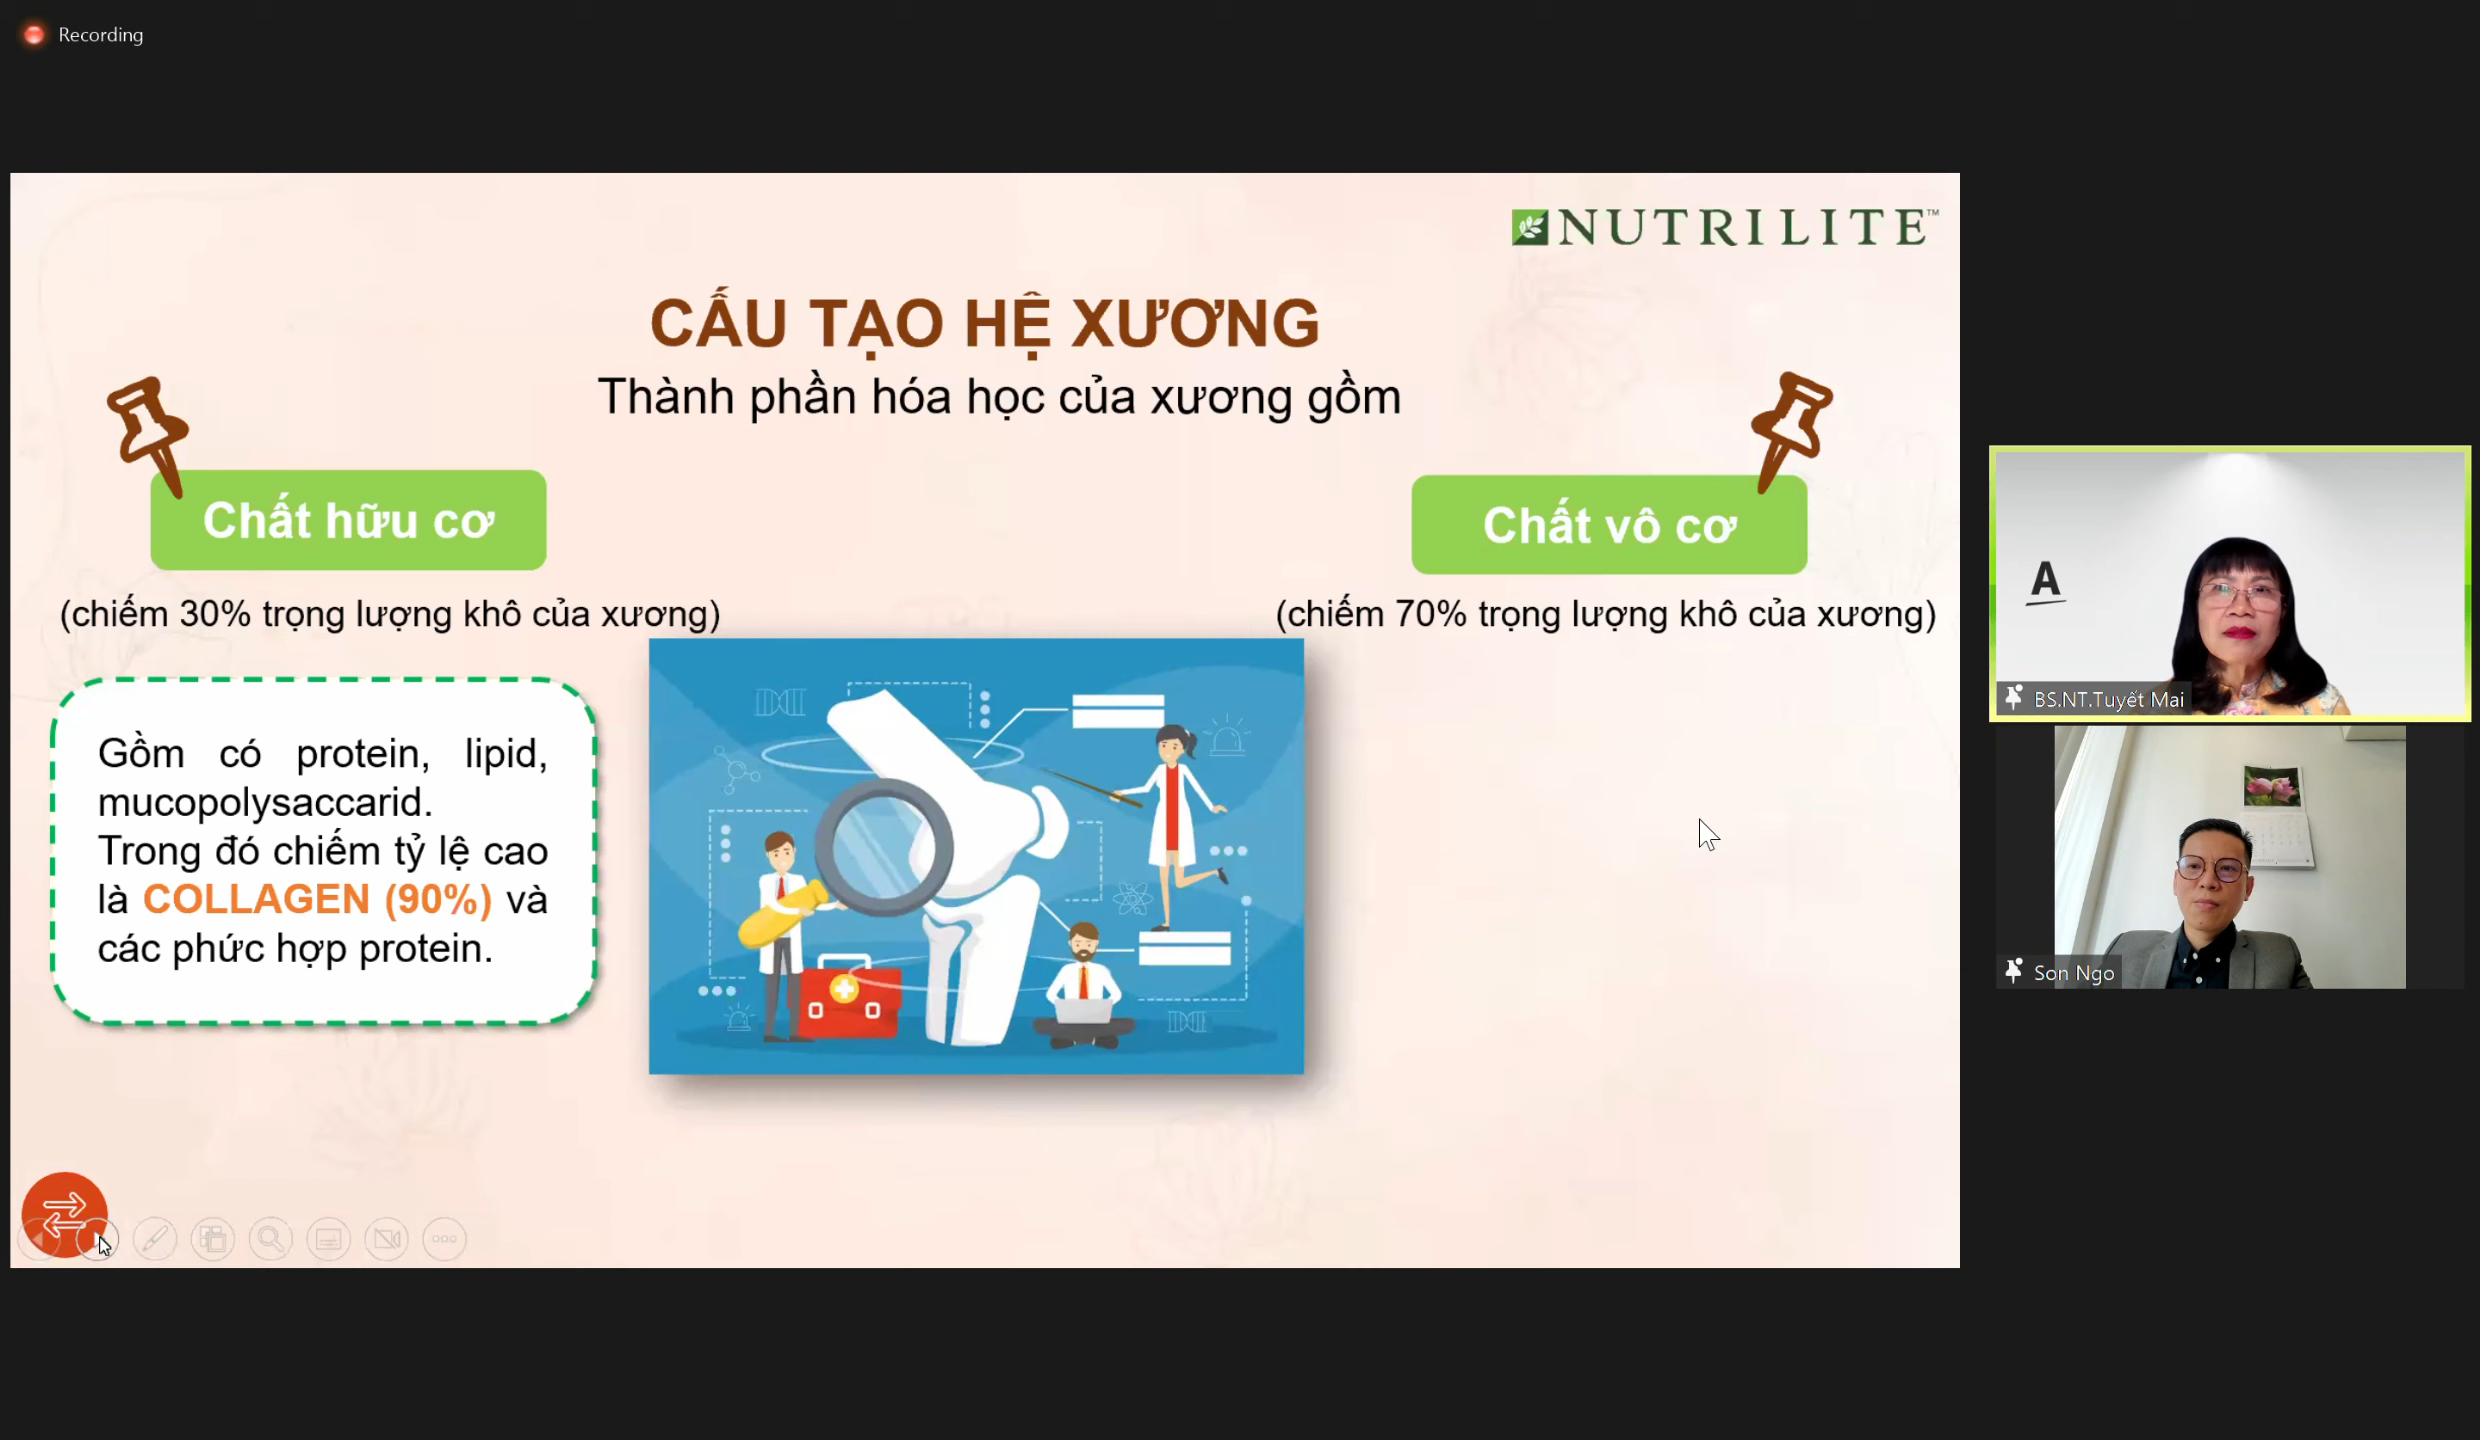 Recording
NUTRILITE™
CẤU TẠO HỆ XƯƠNG
Thành phần hóa học của xương gồm
Chất hữu cơ
Chất vô cơ
(chiếm 30% trọng lượng khô của xương)
(chiếm 70% trọng lượng khô của xương)
Gồm có protein, lipid,
mucopolysaccarid.
Trong đó chiếm tỷ lệ cao
là COLLAGEN (90%) và
các phức hợp protein.
A
BS.NT.Tuyết Mai
Son Ngo